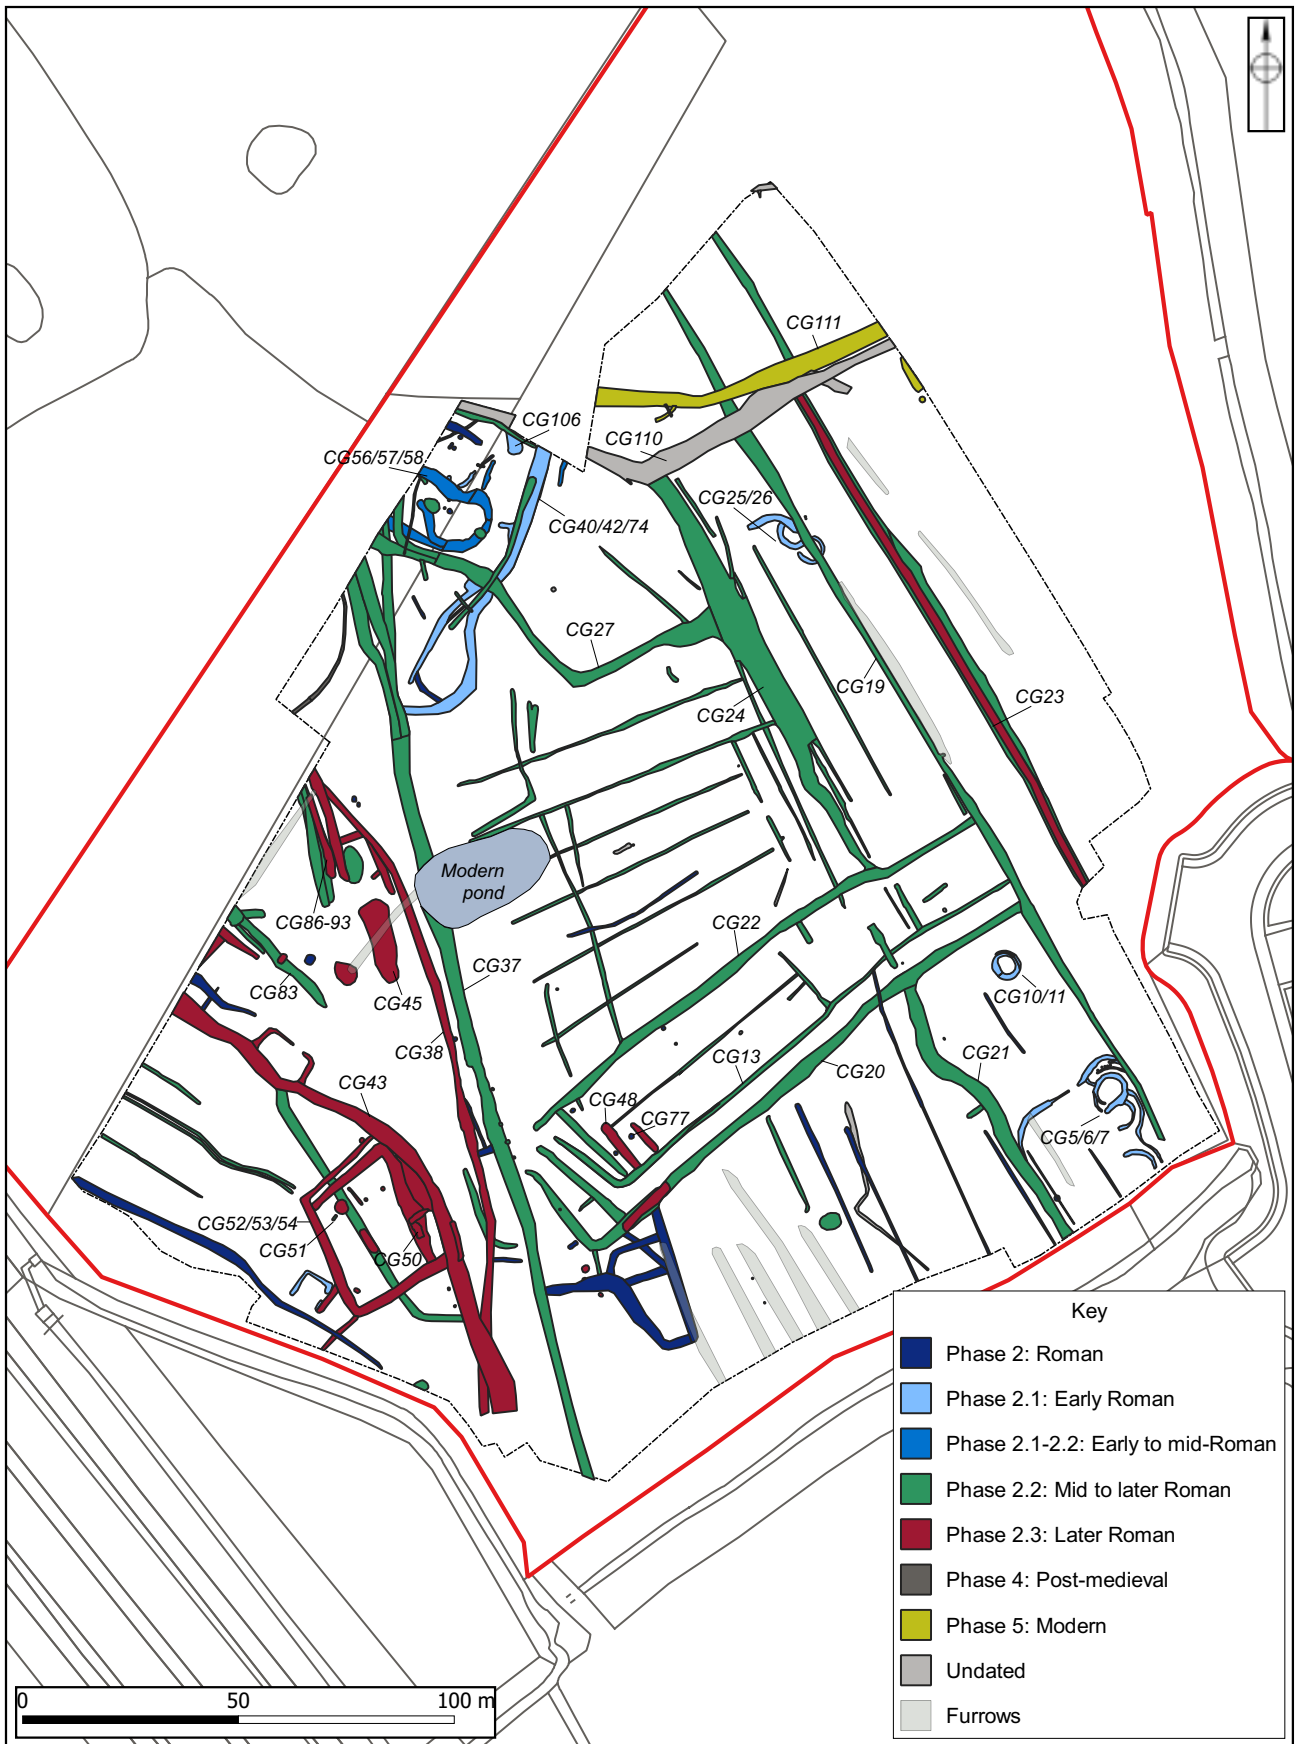 CG111
CG106
CG110
CG56/57/58
CG25/26
CG40/42/74
CG27
CG19
CG24
CG23
Modern
pond
CG86-93
CG22
CG37
CG83
CG45
CG10/11
CG38
CG13
CG20
CG21
CG43
CG48
CG77
CG5/6/7
CG52/53/54
CG51
CG50
Key
Phase 2: Roman
Phase 2.1: Early Roman
Phase 2.1-2.2: Early to mid-Roman
Phase 2.2: Mid to later Roman
Phase 2.3: Later Roman
Phase 4: Post-medieval
Phase 5: Modern
Undated
Furrows
0 50 100 m